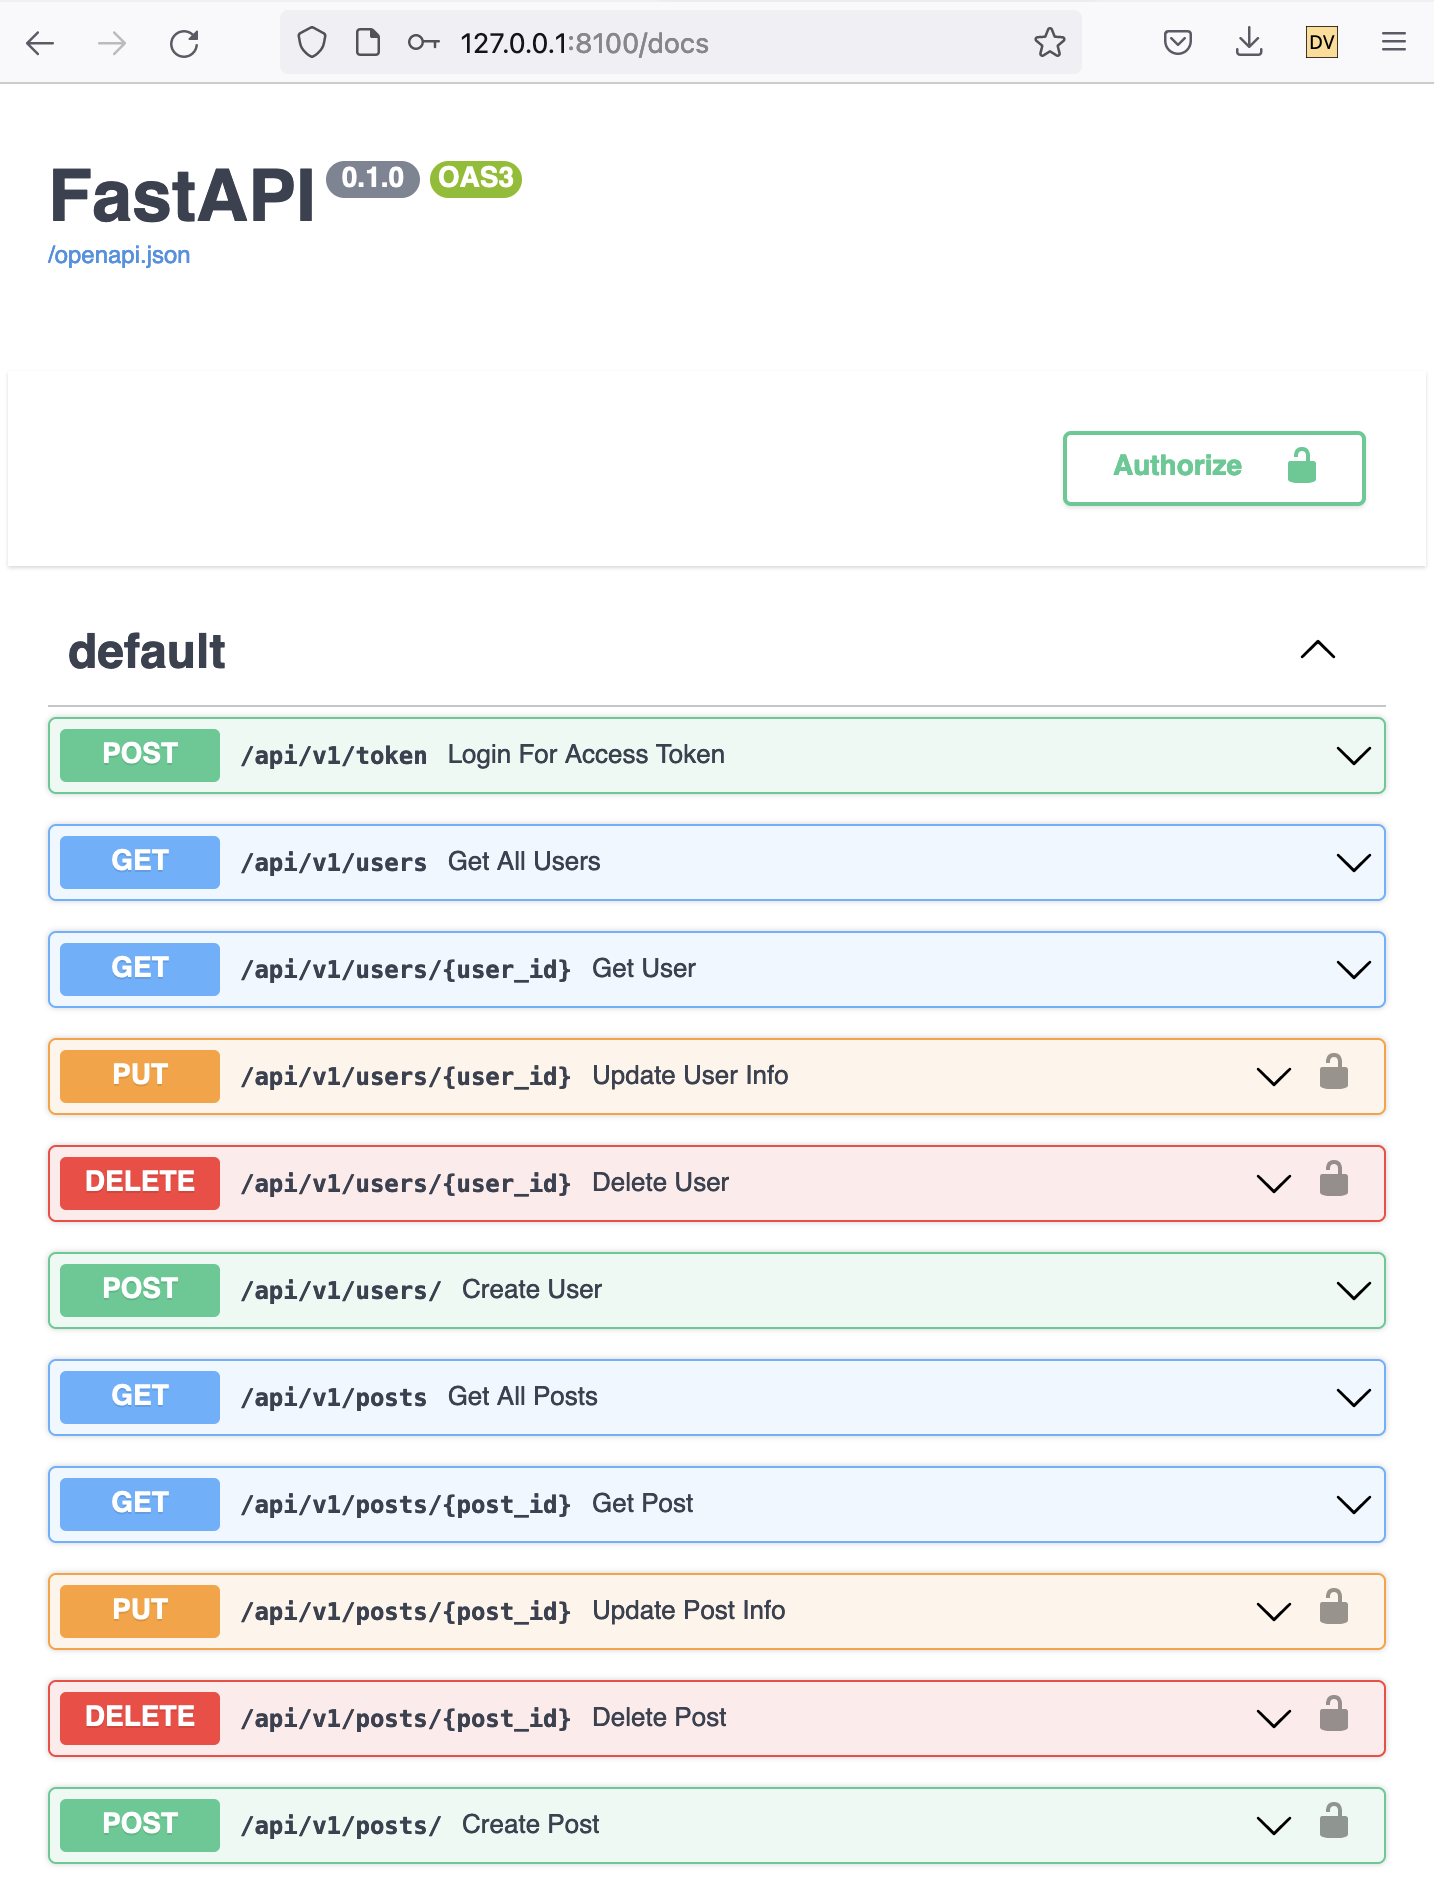 127.0.0.1:8100/docs DV
FastAPI 0.1.0 OAS3
/openapi.json
Authorize
default
POST /api/v1/token Login For Access Token
GET /api/v1/users Get All Users
GET /api/v1/users/{user_id} Get User
PUT /api/v1/users/{user_id} Update User Info
DELETE /api/v1/users/{user_id} Delete User
POST /api/v1/users/ Create User
GET /api/v1/posts Get All Posts
GET /api/v1/posts/{post_id} Get Post
PUT /api/v1/posts/{post_id} Update Post Info
DELETE /api/v1/posts/{post_id} Delete Post
POST /api/v1/posts/ Create Post